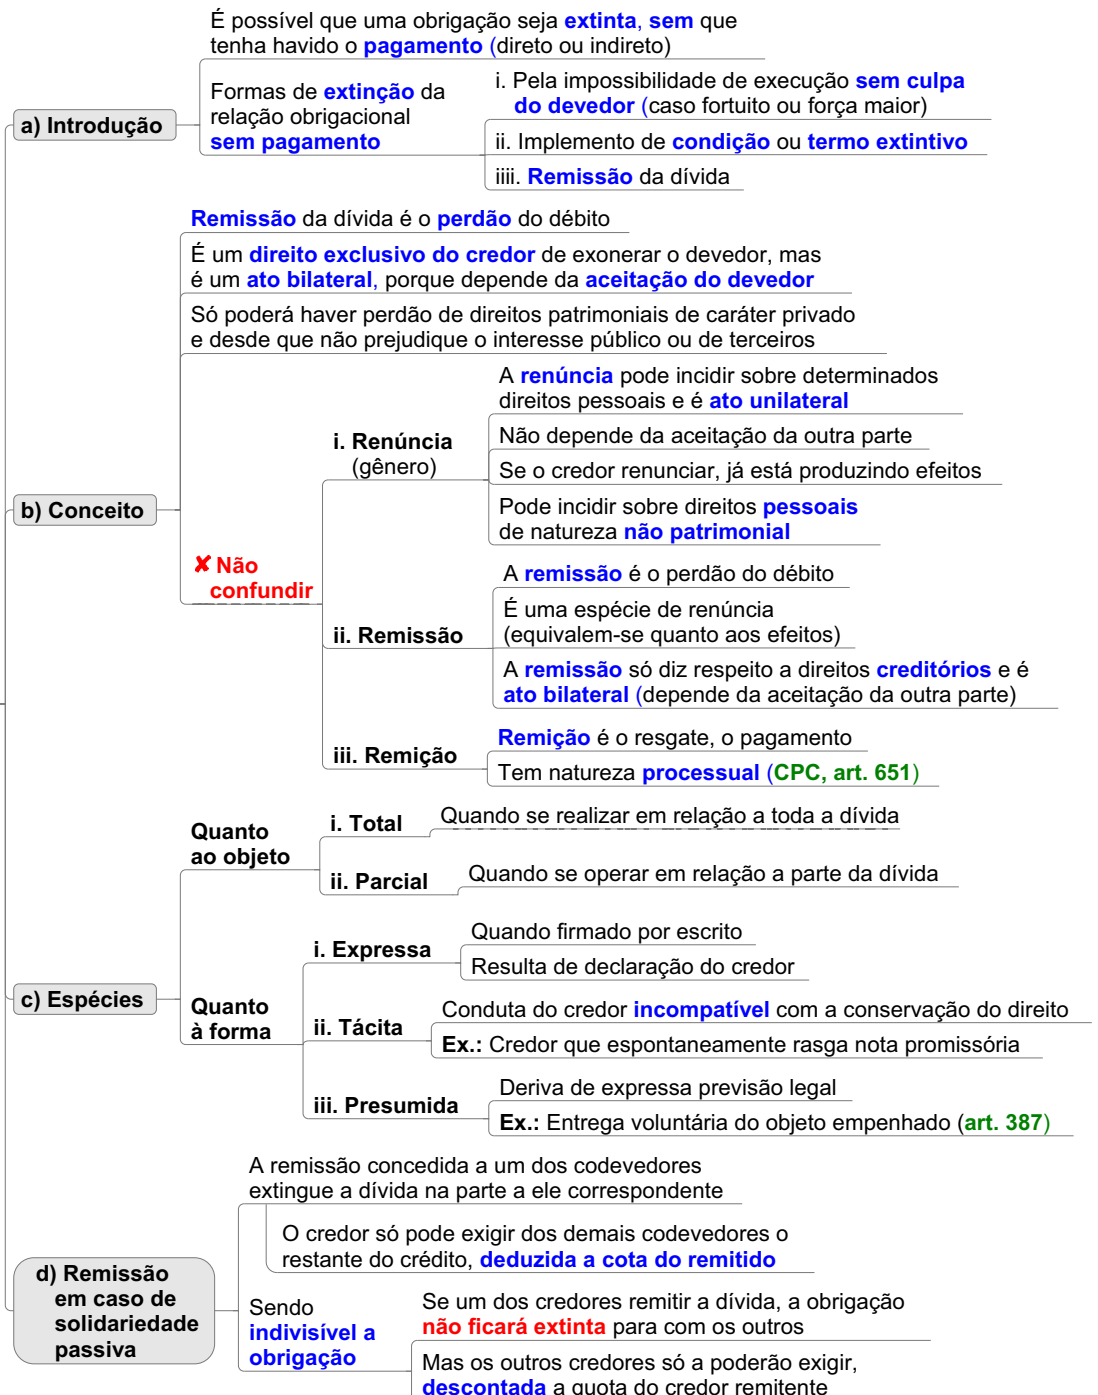 a) Introdução
É possível que uma obrigação seja extinta, sem que
tenha havido o pagamento (direto ou indireto)
Formas de extinção da
relação obrigacional
sem pagamento
i. Pela impossibilidade de execução sem culpa
do devedor (caso fortuito ou força maior)
ii. Implemento de condição ou termo extintivo
iiii. Remissão da dívida
b) Conceito
Remissão da dívida é o perdão do débito
É um direito exclusivo do credor de exonerar o devedor, mas
é um ato bilateral, porque depende da aceitação do devedor
Só poderá haver perdão de direitos patrimoniais de caráter privado
e desde que não prejudique o interesse público ou de terceiros
✘ Não
confundir
i. Renúncia
(gênero)
A renúncia pode incidir sobre determinados
direitos pessoais e é ato unilateral
Não depende da aceitação da outra parte
Se o credor renunciar, já está produzindo efeitos
Pode incidir sobre direitos pessoais
de natureza não patrimonial
ii. Remissão
A remissão é o perdão do débito
É uma espécie de renúncia
(equivalem-se quanto aos efeitos)
A remissão só diz respeito a direitos creditórios e é
ato bilateral (depende da aceitação da outra parte)
iii. Remição
Remição é o resgate, o pagamento
Tem natureza processual (CPC, art. 651)
c) Espécies
Quanto
ao objeto
i. Total
Quando se realizar em relação a toda a dívida
ii. Parcial
Quando se operar em relação a parte da dívida
Quanto
à forma
i. Expressa
Quando firmado por escrito
Resulta de declaração do credor
ii. Tácita
Conduta do credor incompatível com a conservação do direito
Ex.: Credor que espontaneamente rasga nota promissória
iii. Presumida
Deriva de expressa previsão legal
Ex.: Entrega voluntária do objeto empenhado (art. 387)
d) Remissão
em caso de
solidariedade
passiva
A remissão concedida a um dos codevedores
extingue a dívida na parte a ele correspondente
O credor só pode exigir dos demais codevedores o
restante do crédito, deduzida a cota do remitido
Sendo
indivisível a
obrigação
Se um dos credores remitir a dívida, a obrigação
não ficará extinta para com os outros
Mas os outros credores só a poderão exigir,
descontada a quota do credor remitente